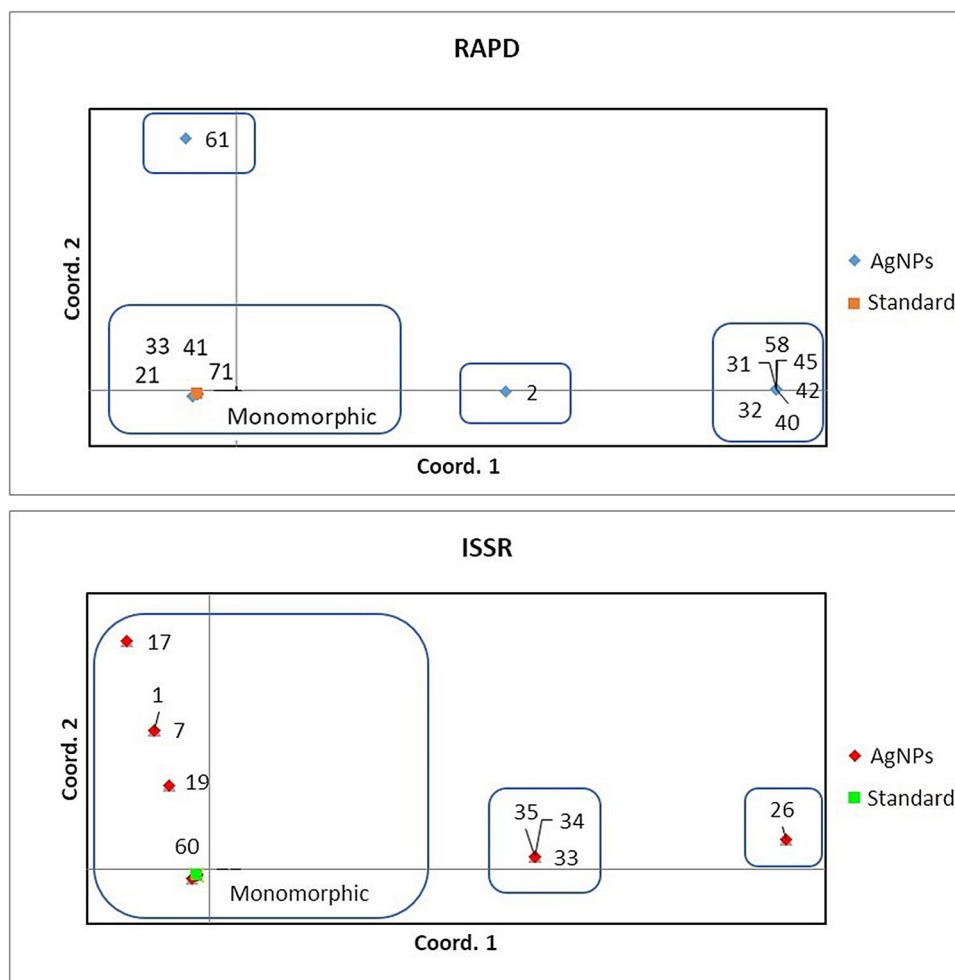 RAPD
61
Coord. 2
AgNPs
Standard
33 41
21 71
Monomorphic
2
58
31 45
42
32 40
Coord. 1
ISSR
17
1
7
19
60
Monomorphic
Coord. 2
35 34
33
26
AgNPs
Standard
Coord. 1